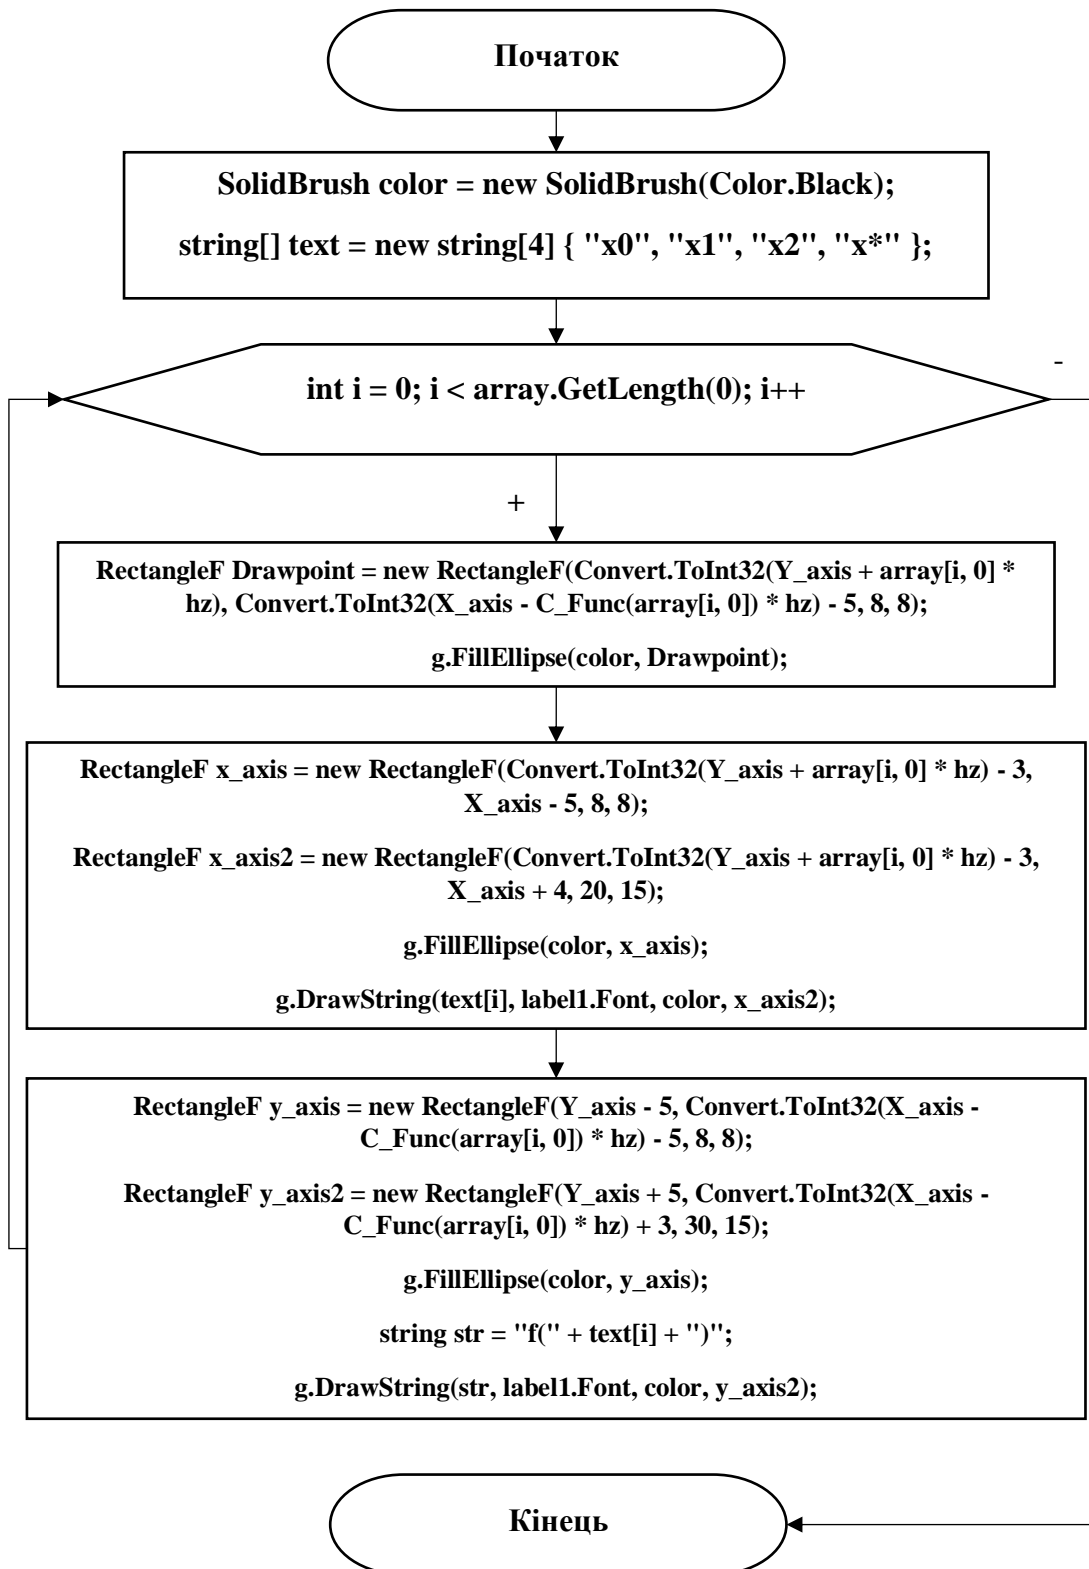 Початок
SolidBrush color = new SolidBrush(Color.Black);
string[] text = new string[4] { "x0", "x1", "x2", "x*" };
-
int i = 0; i < array.GetLength(0); i++
+
RectangleF Drawpoint = new RectangleF(Convert.ToInt32(Y_axis + array[i, 0] *
hz), Convert.ToInt32(X_axis - C_Func(array[i, 0]) * hz) - 5, 8, 8);
g.FillEllipse(color, Drawpoint);
RectangleF x_axis = new RectangleF(Convert.ToInt32(Y_axis + array[i, 0] * hz) - 3,
X_axis - 5, 8, 8);
RectangleF x_axis2 = new RectangleF(Convert.ToInt32(Y_axis + array[i, 0] * hz) - 3,
X_axis + 4, 20, 15);
g.FillEllipse(color, x_axis);
g.DrawString(text[i], label1.Font, color, x_axis2);
RectangleF y_axis = new RectangleF(Y_axis - 5, Convert.ToInt32(X_axis -
C_Func(array[i, 0]) * hz) - 5, 8, 8);
RectangleF y_axis2 = new RectangleF(Y_axis + 5, Convert.ToInt32(X_axis -
C_Func(array[i, 0]) * hz) + 3, 30, 15);
g.FillEllipse(color, y_axis);
string str = "f(" + text[i] + ")";
g.DrawString(str, label1.Font, color, y_axis2);
Кінець